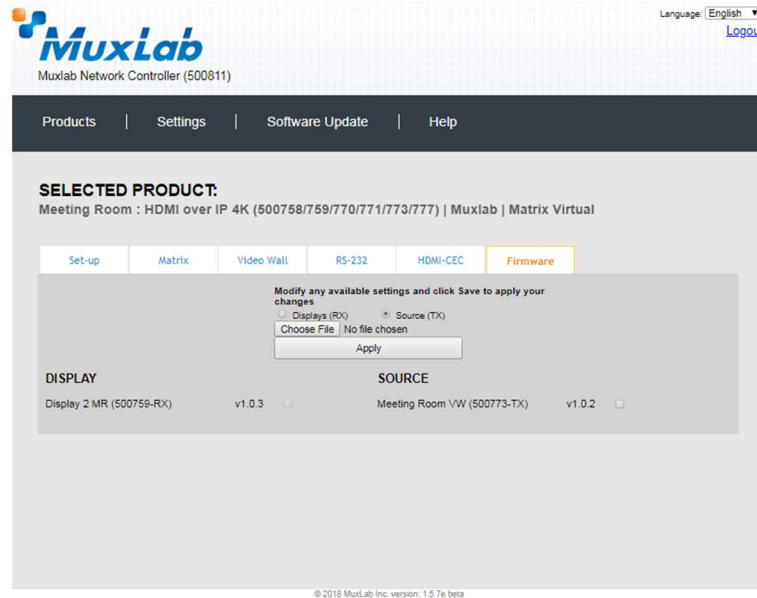 Language: English
Logou
MuxLab
Muxlab Network Controller (500811)
Products | Settings | Software Update | Help
SELECTED PRODUCT:
Meeting Room : HDMI over IP 4K (500758/759/770/771/773/777) | Muxlab | Matrix Virtual
Set-up Matrix Video Wall RS-232 HDMI-CEC Firmware
Modify any available settings and click Save to apply your
changes
Displays (RX) Source (TX)
Choose File No file chosen
Apply
DISPLAY SOURCE
Display 2 MR (500759-RX) v1.0.3 Meeting Room VW (500773-TX) v1.0.2
© 2018 MuxLab Inc. version: 1.5.7e beta